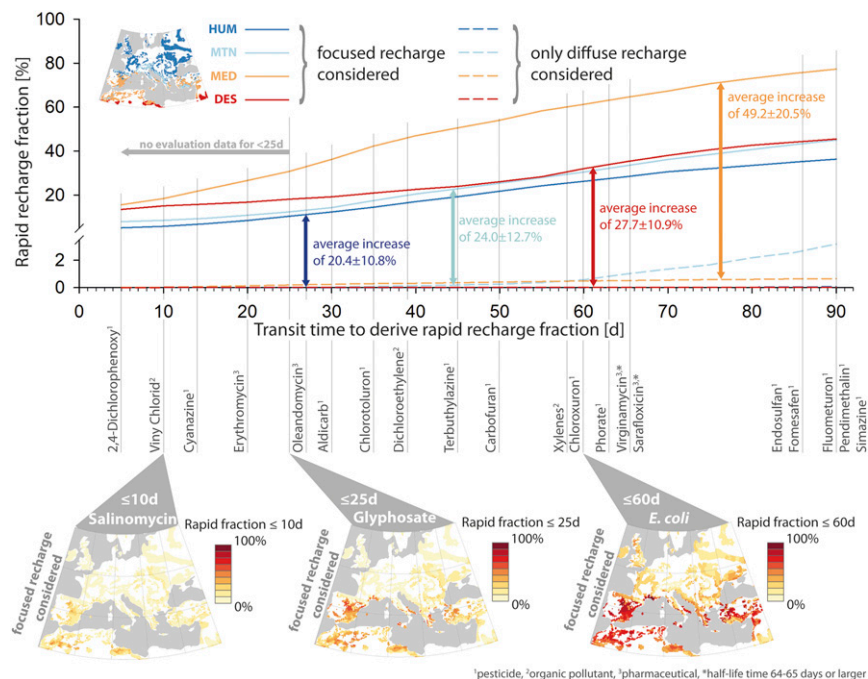 HUM
MTN
MED
DES
focused recharge
considered
only diffuse recharge
considered
Rapid recharge fraction [%]
100
80
60
40
20
2
0
no evaluation data for <25d
average increase
of 20.4±10.8%
average increase
of 24.0±12.7%
average increase
of 27.7±10.9%
average increase
of 49.2±20.5%
0 10 20 30 40 50 60 70 80 90
Transit time to derive rapid recharge fraction [d]
2,4-Dichlorophenoxy¹
Viny Chlorid²
Cyanazine¹
Erythromycin³
Oleandomycin³
Aldicarb¹
Chlorotoluron¹
Dichloroethylene²
Terbuthylazine¹
Carbofuran¹
Xylenes²
Chloroxuron¹
Phorate¹
Virginamycin³,*
Sarafloxicin³,*
Endosulfan¹
Fomesafen¹
Fluometuron¹
Pendimethalin¹
Simazine¹
≤10d
Salinomycin
focused recharge
considered
Rapid fraction ≤ 10d
100%
0%
≤25d
Glyphosate
focused recharge
considered
Rapid fraction ≤ 25d
100%
0%
≤60d
E. coli
focused recharge
considered
Rapid fraction ≤ 60d
100%
0%
¹pesticide, ²organic pollutant, ³pharmaceutical, *half-life time 64-65 days or larger